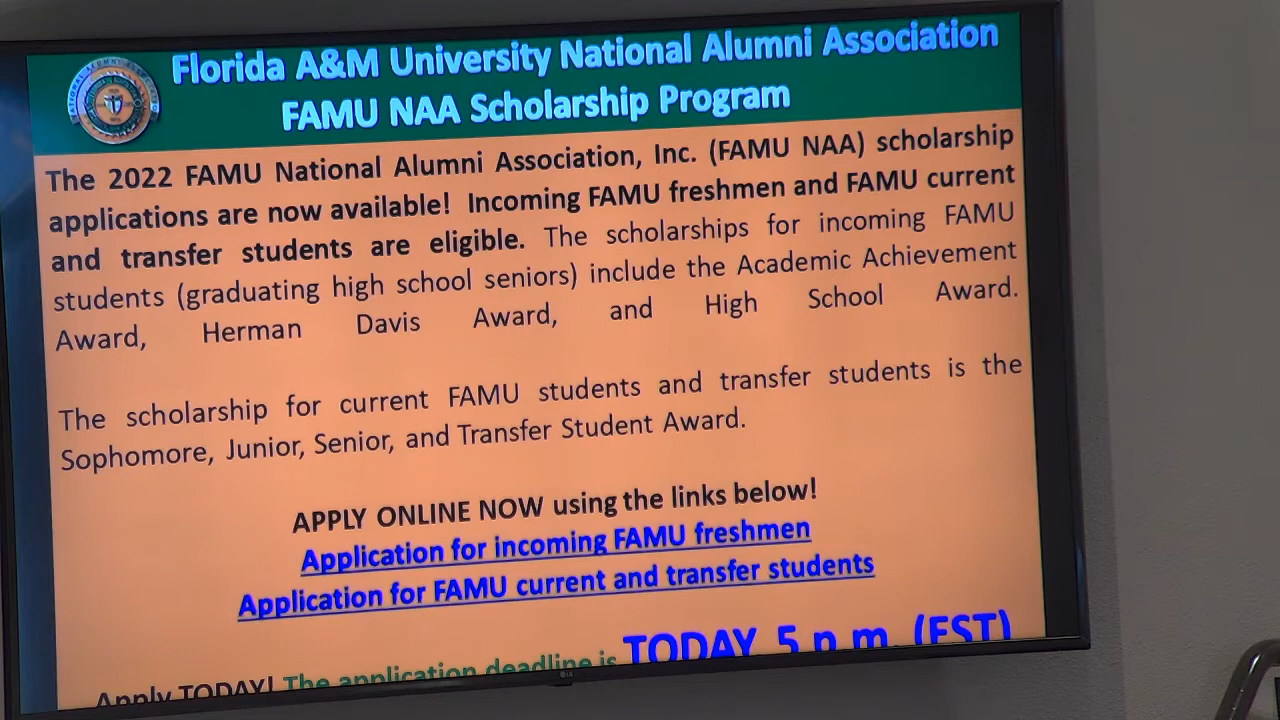 Florida A&M University National Alumni Association
FAMU NAA Scholarship Program
The 2022 FAMU National Alumni Association, Inc. (FAMU NAA) scholarship
applications are now available! Incoming FAMU freshmen and FAMU current
and transfer students are eligible. The scholarships for incoming FAMU
students (graduating high school seniors) include the Academic Achievement
Award, Herman Davis Award, and High School Award.
The scholarship for current FAMU students and transfer students is the
Sophomore, Junior, Senior, and Transfer Student Award.
APPLY ONLINE NOW using the links below!
Application for incoming FAMU freshmen
Application for FAMU current and transfer students
Apply TODAY! The application deadline is TODAY 5 p.m. (EST)
LG